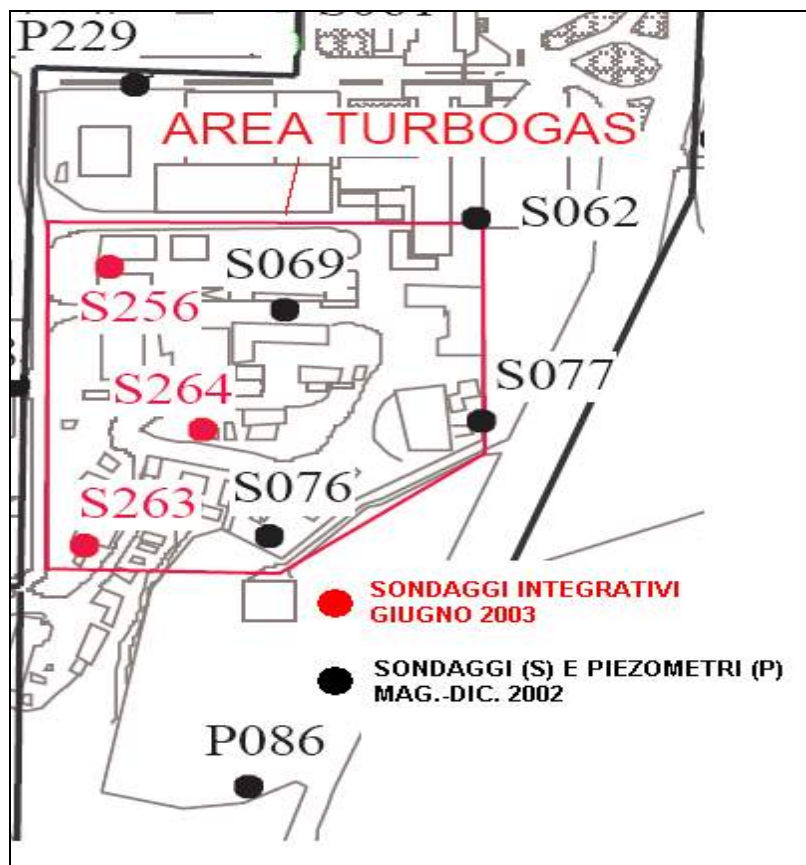 P229
AREA TURBOGAS
S062
S069
S256
S264
S077
S263
S076
SONDAGGI INTEGRATIVI
GIUGNO 2003
SONDAGGI (S) E PIEZOMETRI (P)
MAG.-DIC. 2002
P086